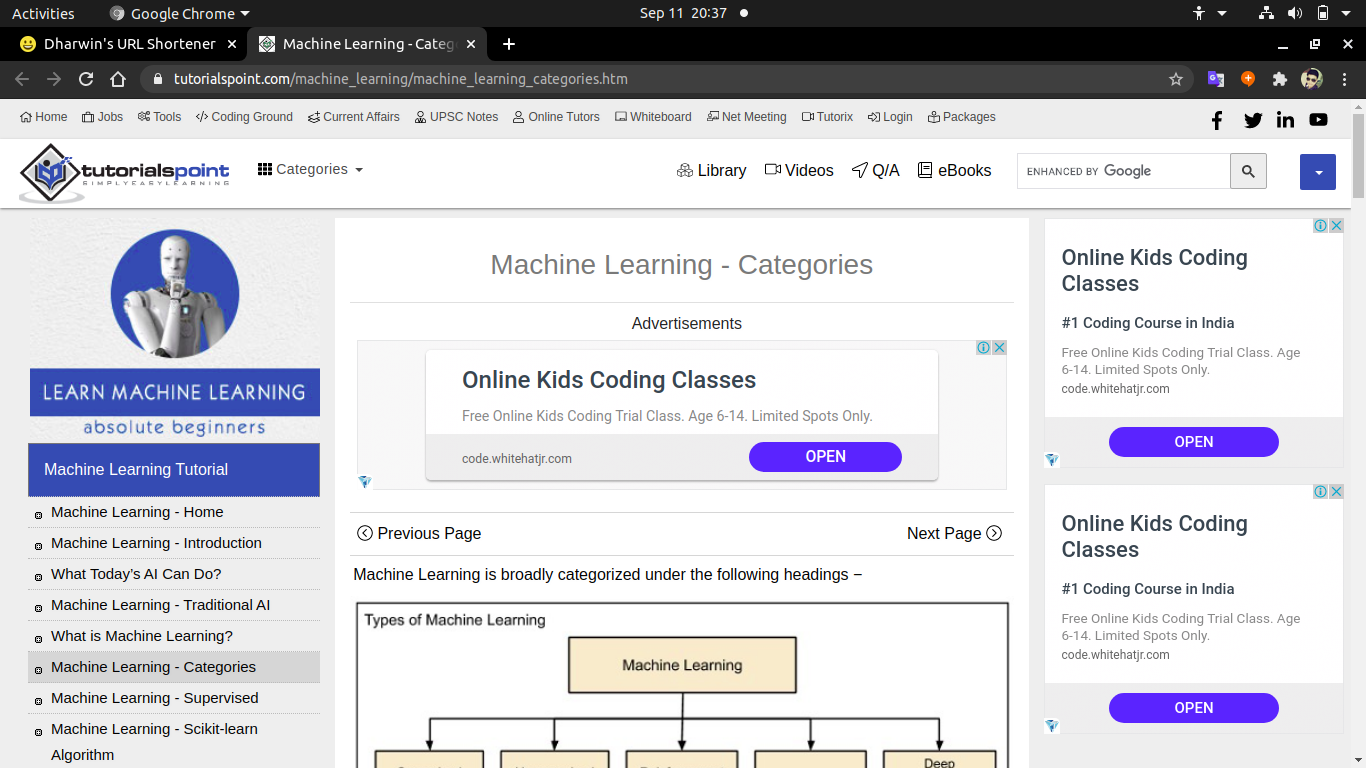 Activities
Google Chrome
Sep 11 20:37
Dharwin's URL Shortener
Machine Learning - Categ
tutorialspoint.com/machine_learning/machine_learning_categories.htm
Home
Jobs
Tools
Coding Ground
Current Affairs
UPSC Notes
Online Tutors
Whiteboard
Net Meeting
Tutorix
Login
Packages
tutorialspoint
SIMPLYEASYLEARNING
Categories
Library
Videos
Q/A
eBooks
ENHANCED BY Google
LEARN MACHINE LEARNING
absolute beginners
Machine Learning Tutorial
Machine Learning - Home
Machine Learning - Introduction
What Today's AI Can Do?
Machine Learning - Traditional AI
What is Machine Learning?
Machine Learning - Categories
Machine Learning - Supervised
Machine Learning - Scikit-learn
Algorithm
Machine Learning - Categories
Advertisements
Online Kids Coding Classes
Free Online Kids Coding Trial Class. Age 6-14. Limited Spots Only.
code.whitehatjr.com
OPEN
Previous Page
Next Page
Machine Learning is broadly categorized under the following headings −
Types of Machine Learning
Machine Learning
Deep
Online Kids Coding
Classes
#1 Coding Course in India
Free Online Kids Coding Trial Class. Age
6-14. Limited Spots Only.
code.whitehatjr.com
OPEN
Online Kids Coding
Classes
#1 Coding Course in India
Free Online Kids Coding Trial Class. Age
6-14. Limited Spots Only.
code.whitehatjr.com
OPEN